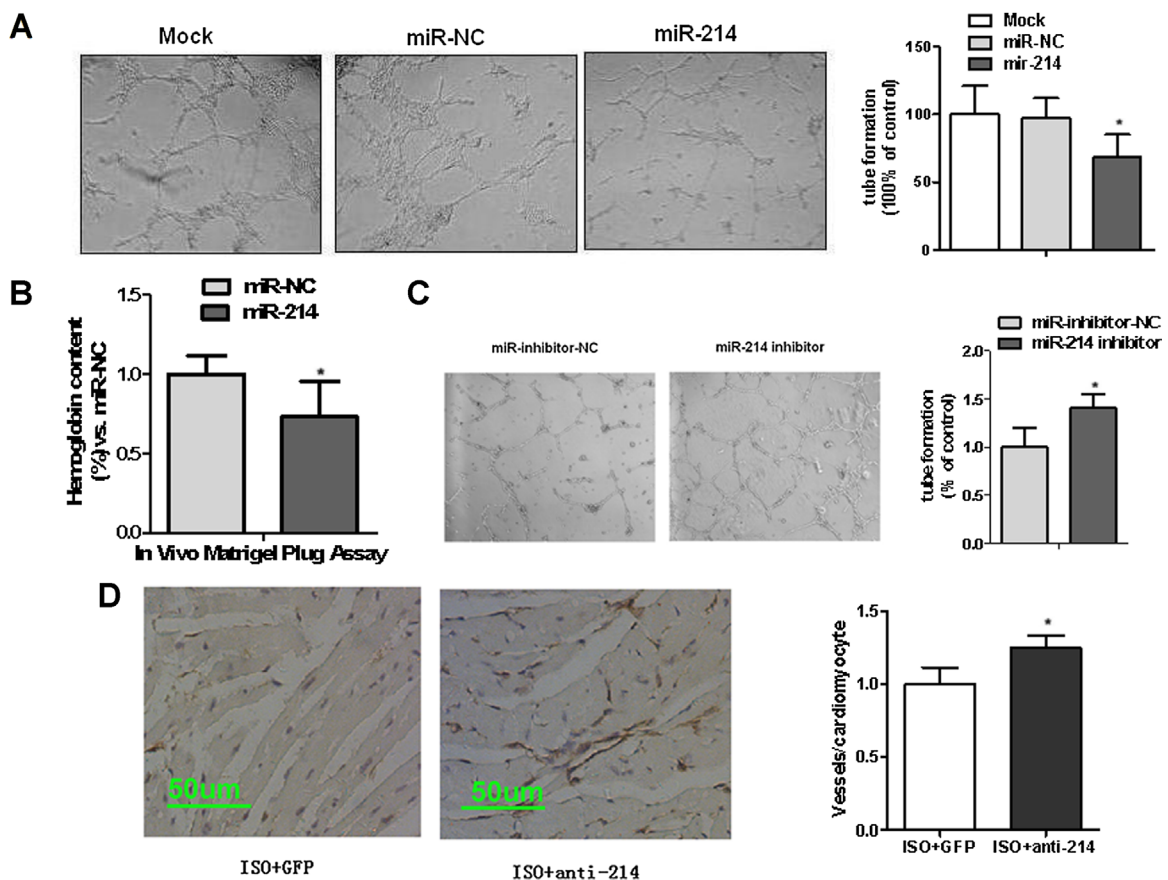 A
Mock
miR-NC
miR-214
Mock
miR-NC
mir-214
tube formation
(100% of control)
150
100
50
0
*
B
miR-NC
miR-214
Hemoglobin content
(%) vs. miR-NC
1.5
1.0
0.5
0.0
*
In Vivo Matrigel Plug Assay
C
miR-inhibitor-NC
miR-214 inhibitor
miR-inhibitor-NC
miR-214 inhibitor
tube formation
(% of control)
2.0
1.5
1.0
0.5
0.0
*
D
50um
50um
ISO+GFP
ISO+anti-214
Vessels/cardiomyocyte
1.5
1.0
0.5
0.0
*
ISO+GFP
ISO+anti-214